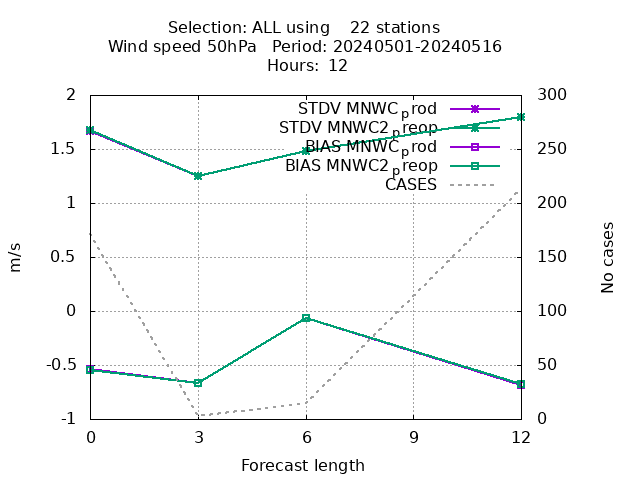 Selection: ALL using    22 stations
Wind speed 50hPa   Period: 20240501-20240516
Hours:  12
STDV MNWC_prod
STDV MNWC2_preop
BIAS MNWC_prod
BIAS MNWC2_preop
CASES
2
1.5
1
0.5
0
-0.5
-1
m/s
300
250
200
150
100
50
0
No cases
0 3 6 9 12
Forecast length